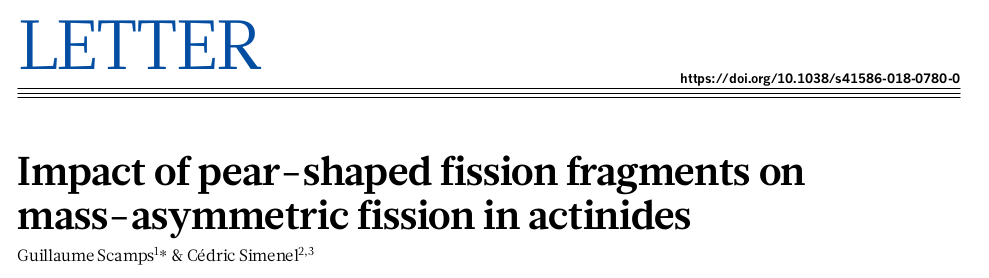 LETTER
https://doi.org/10.1038/s41586-018-0780-0
Impact of pear-shaped fission fragments on
mass-asymmetric fission in actinides
Guillaume Scamps1* & Cédric Simenel2,3